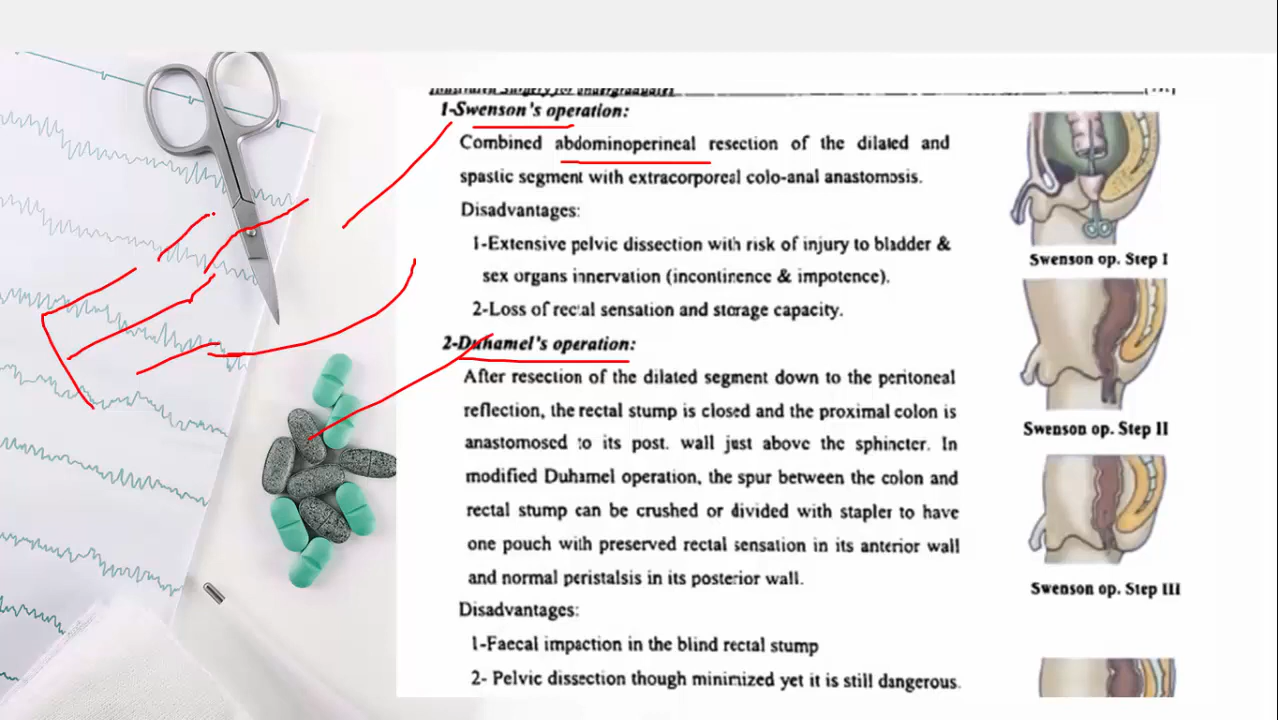 1-Swenson's operation:
Combined abdominoperineal resection of the dilated and
spastic segment with extracorporeal colo-anal anastomosis.
Disadvantages:
1-Extensive pelvic dissection with risk of injury to bladder &
sex organs innervation (incontinence & impotence).
2-Loss of rectal sensation and storage capacity.
2-Duhamel's operation:
After resection of the dilated segment down to the peritoneal
reflection, the rectal stump is closed and the proximal colon is
anastomosed to its post. wall just above the sphincter. In
modified Duhamel operation, the spur between the colon and
rectal stump can be crushed or divided with stapler to have
one pouch with preserved rectal sensation in its anterior wall
and normal peristalsis in its posterior wall.
Disadvantages:
1-Faecal impaction in the blind rectal stump
2- Pelvic dissection though minimized yet it is still dangerous.
Swenson op. Step I
Swenson op. Step II
Swenson op. Step III